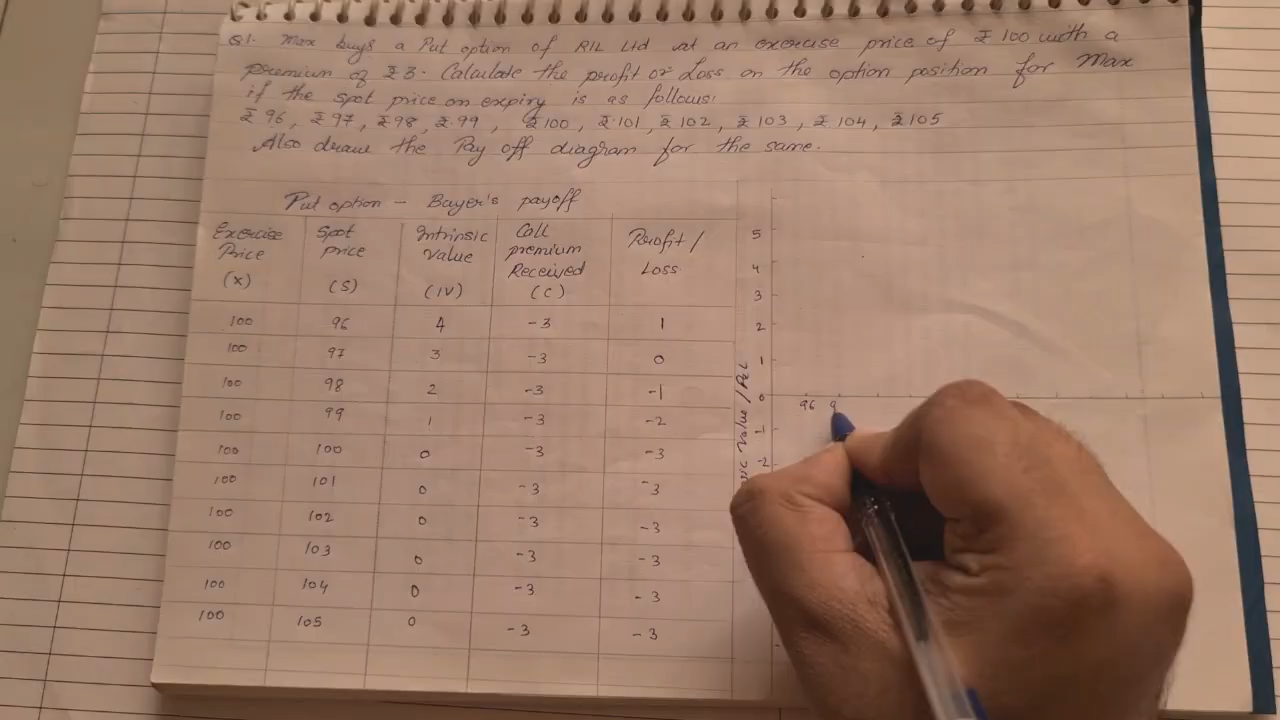 Q1. Max buys a Put option of RIL Ltd at an exercise price of ₹ 100 with a
premium of ₹ 3. Calculate the profit or Loss on the option position for Max
if the spot price on expiry is as follows:
₹ 96, ₹ 97, ₹ 98, ₹ 99, ₹ 100, ₹ 101, ₹ 102, ₹ 103, ₹ 104, ₹ 105
Also draw the Pay off diagram for the same.
Put option - Buyer's payoff
Exercise Price (X) Spot price (S) Intrinsic value (IV) Call premium Received (C) Profit / Loss
100 96 4 -3 1
100 97 3 -3 0
100 98 2 -3 -1
100 99 1 -3 -2
100 100 0 -3 -3
100 101 0 -3 -3
100 102 0 -3 -3
100 103 0 -3 -3
100 104 0 -3 -3
100 105 0 -3 -3
5
4
3
2
1
0
-1
-2
96 9
Value / P&L